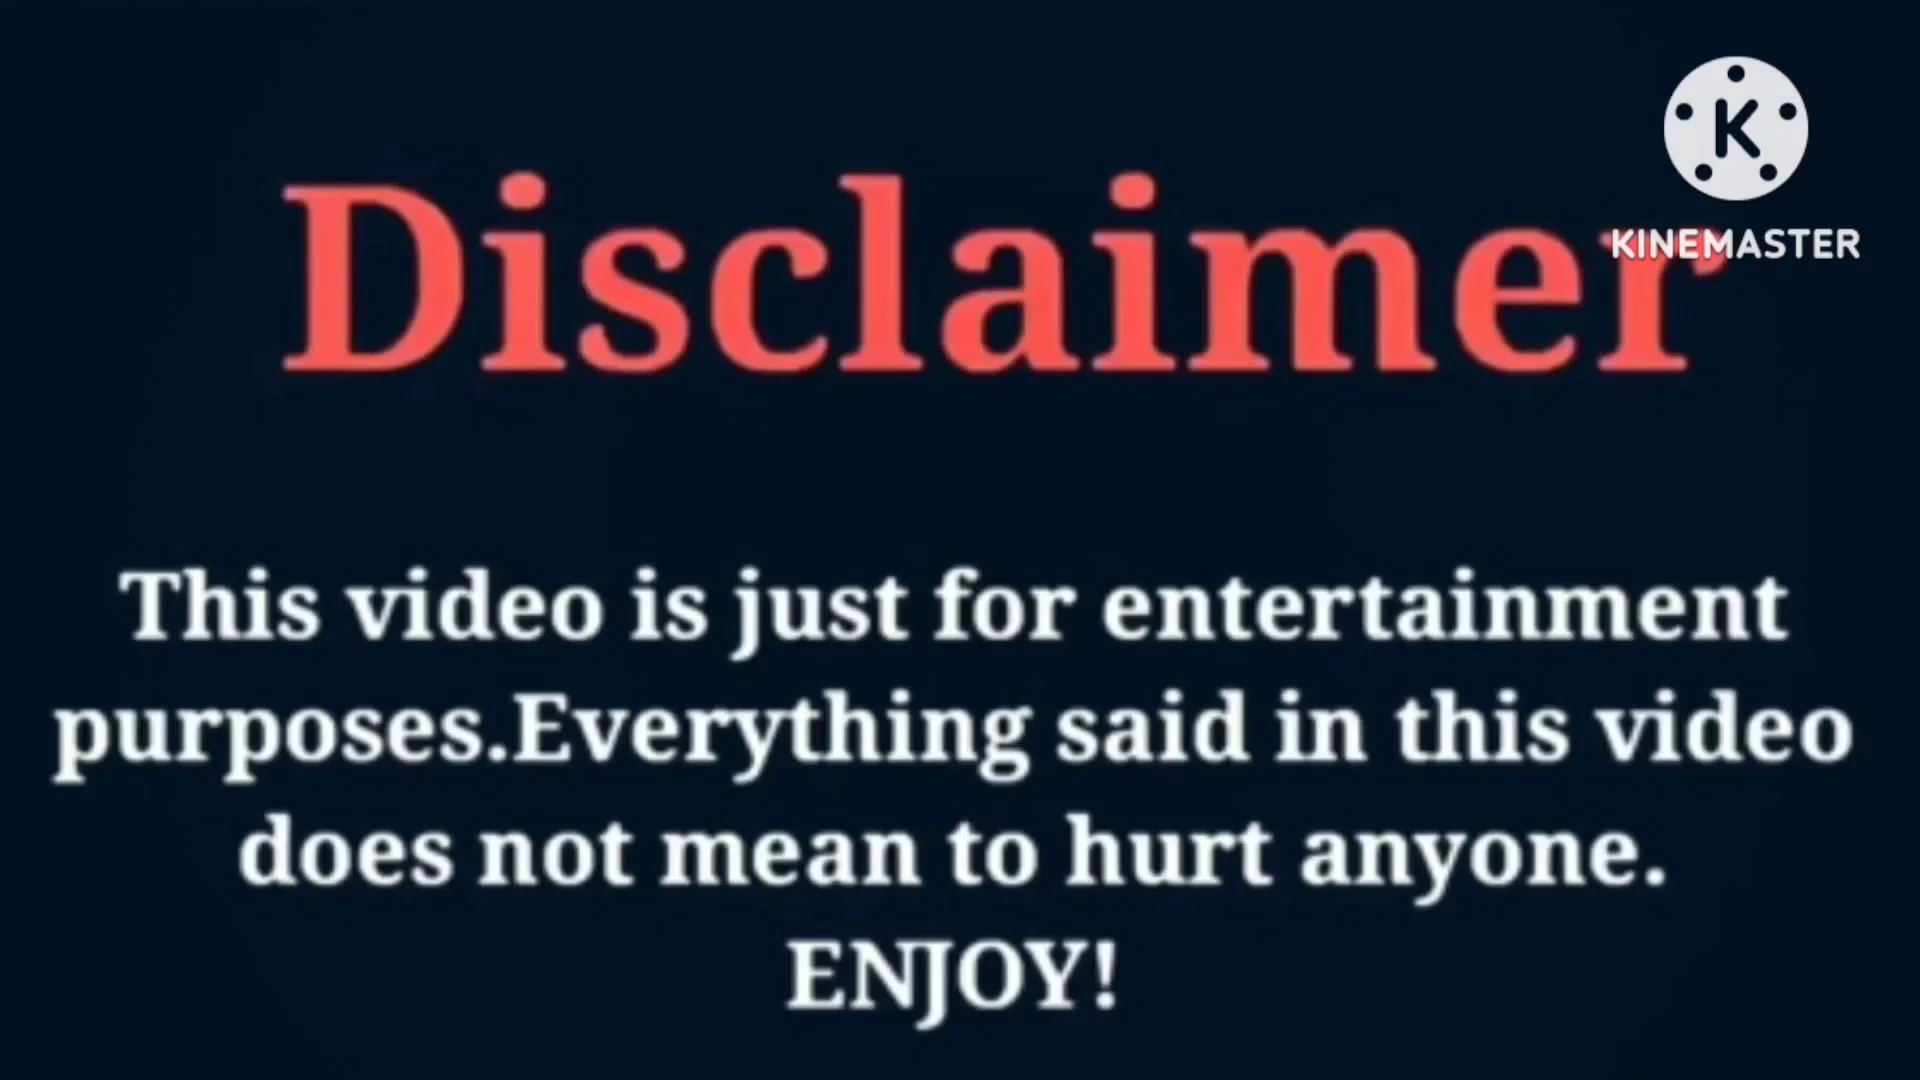 K
KINEMASTER
Disclaimer
This video is just for entertainment
purposes.Everything said in this video
does not mean to hurt anyone.
ENJOY!